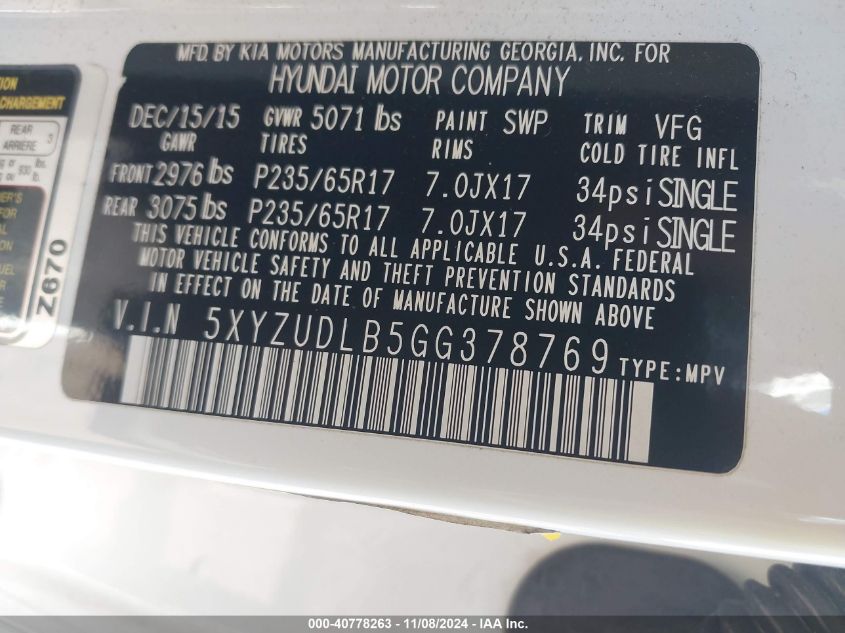 MFD. BY KIA MOTORS MANUFACTURING GEORGIA, INC. FOR
HYUNDAI MOTOR COMPANY
DEC/15/15 GVWR 5071 lbs PAINT SWP TRIM VFG
GAWR TIRES RIMS COLD TIRE INFL
FRONT 2976 lbs P235/65R17 7.0JX17 34psi SINGLE
REAR 3075 lbs P235/65R17 7.0JX17 34psi SINGLE
THIS VEHICLE CONFORMS TO ALL APPLICABLE U.S.A. FEDERAL
MOTOR VEHICLE SAFETY AND THEFT PREVENTION STANDARDS
IN EFFECT ON THE DATE OF MANUFACTURE SHOWN ABOVE
V.I.N 5XYZUDLB5GG378769 TYPE:MPV
CHARGEMENT
REAR 3
ARRIÈRE
Z670
000-40778263 - 11/08/2024 - IAA Inc.